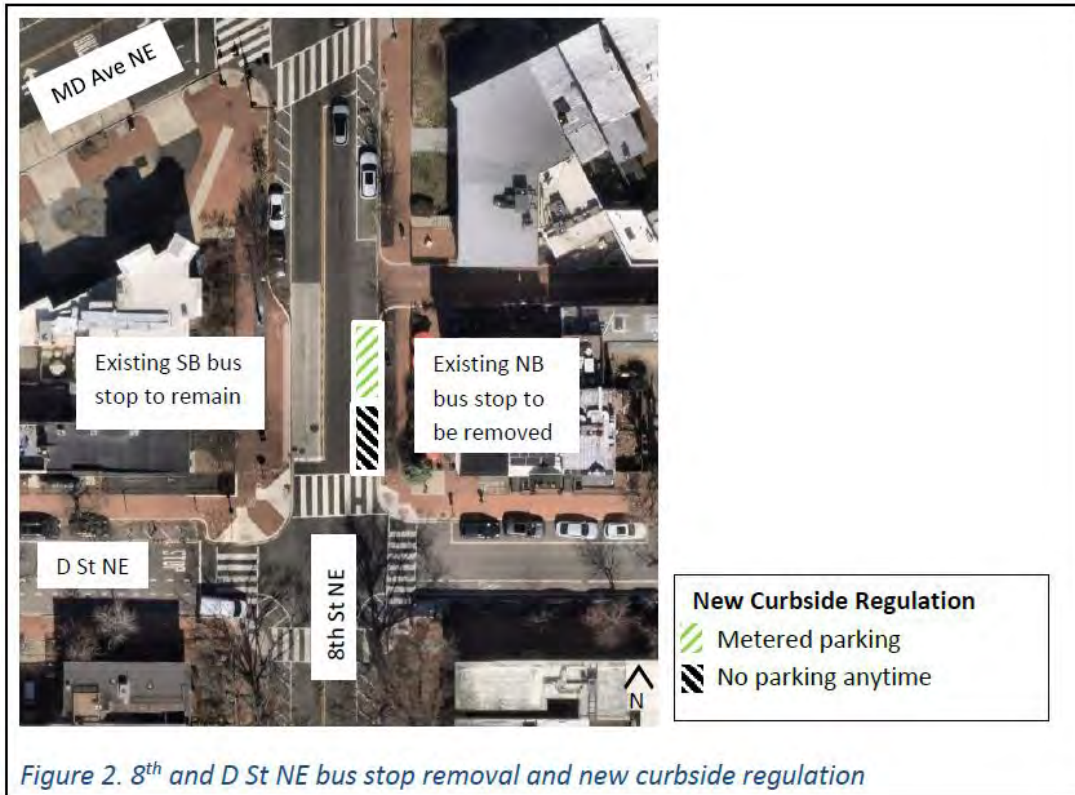 MD Ave NE
Existing SB bus
stop to remain
Existing NB
bus stop to
be removed
D St NE
8th St NE
N
New Curbside Regulation
Metered parking
No parking anytime
Figure 2. 8th and D St NE bus stop removal and new curbside regulation